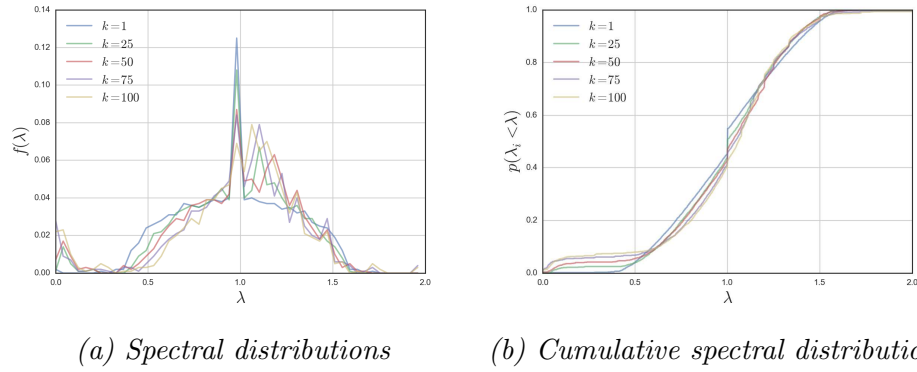 0.14
0.12
0.10
0.08
0.06
0.04
0.02
0.00
f(λ)
k=1
k=25
k=50
k=75
k=100
0.0 0.5 1.0 1.5 2.0
λ
(a) Spectral distributions
1.0
0.8
0.6
0.4
0.2
0.0
p(λᵢ<λ)
k=1
k=25
k=50
k=75
k=100
0.0 0.5 1.0 1.5 2.0
λ
(b) Cumulative spectral distributio